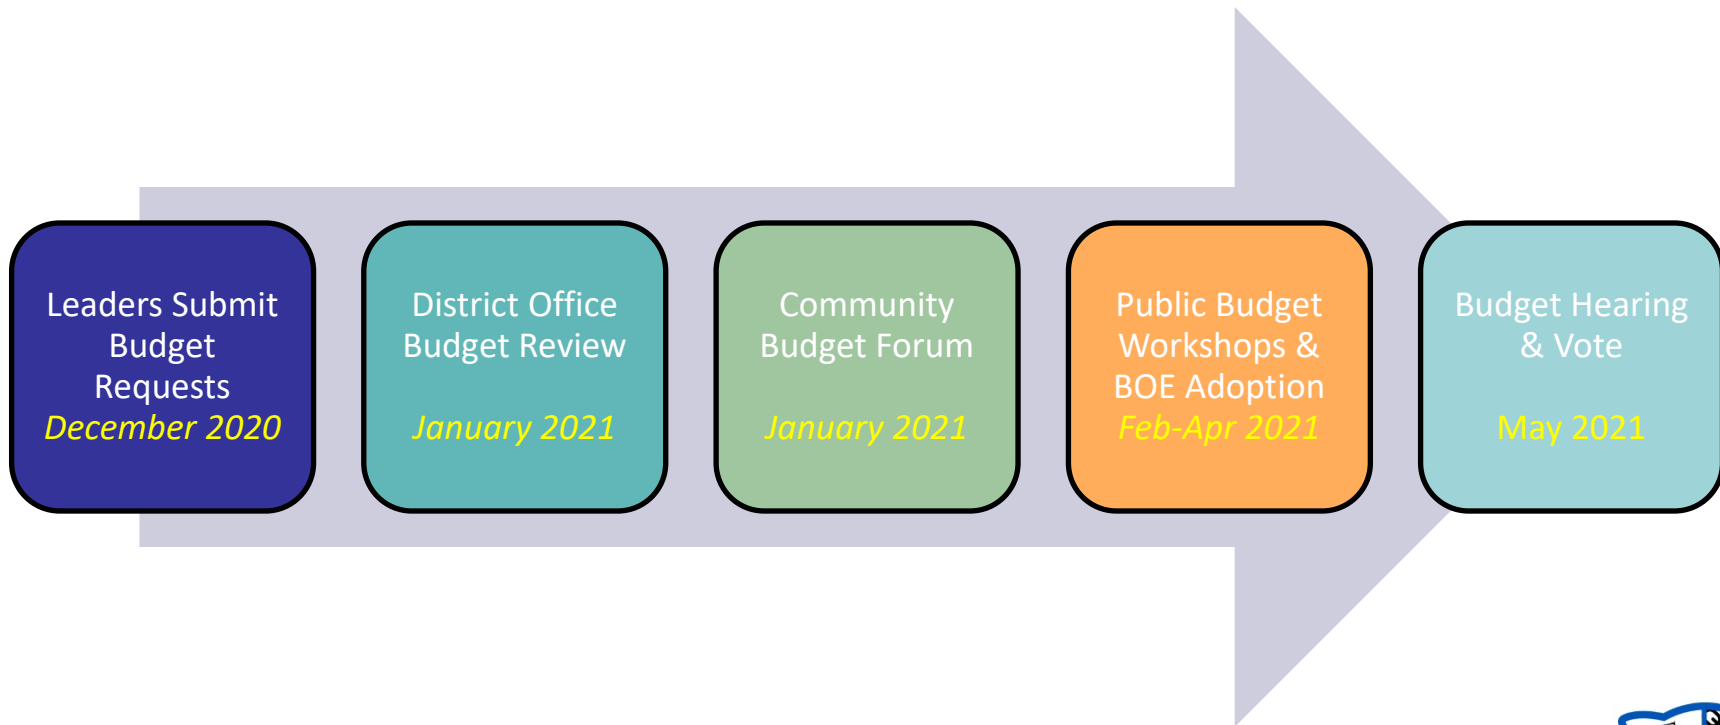 Leaders Submit
Budget
Requests
December 2020
District Office
Budget Review
January 2021
Community
Budget Forum
January 2021
Public Budget
Workshops &
BOE Adoption
Feb-Apr 2021
Budget Hearing
& Vote
May 2021